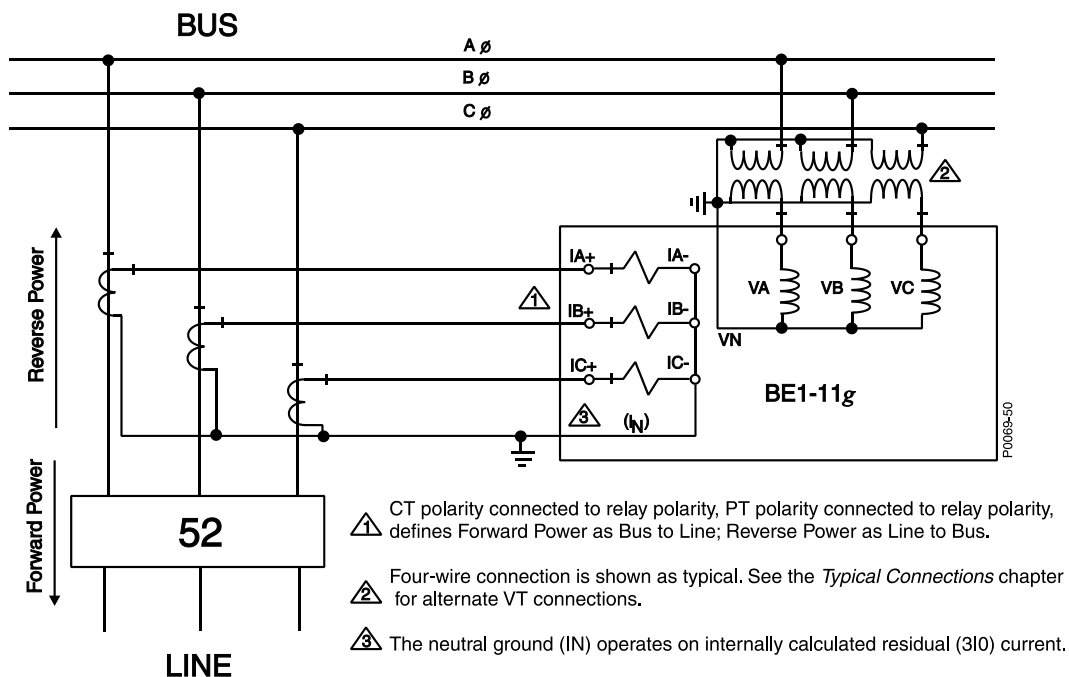 BUS
A ø
B ø
C ø
2
Reverse Power
Forward Power
IA+
IA-
1
IB+
IB-
IC+
IC-
3
(IN)
VA
VB
VC
VN
BE1-11g
P0069-50
52
LINE
1 CT polarity connected to relay polarity, PT polarity connected to relay polarity,
defines Forward Power as Bus to Line; Reverse Power as Line to Bus.
2 Four-wire connection is shown as typical. See the Typical Connections chapter
for alternate VT connections.
3 The neutral ground (IN) operates on internally calculated residual (3I0) current.